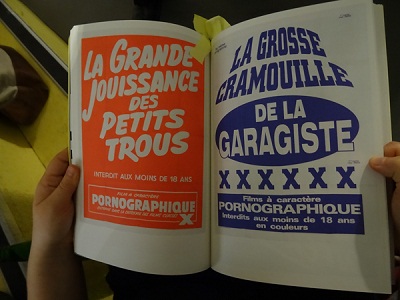 LA GRANDE
JOUISSANCE
DES
PETITS
TROUS
INTERDIT AUX MOINS DE 18 ANS
PORNOGRAPHIQUE
X
LA GROSSE
CRAMOUILLE
DE LA
GARAGISTE
XXXXXX
Films à caractère
PORNOGRAPHIQUE
Interdits aux moins de 18 ans
en couleurs